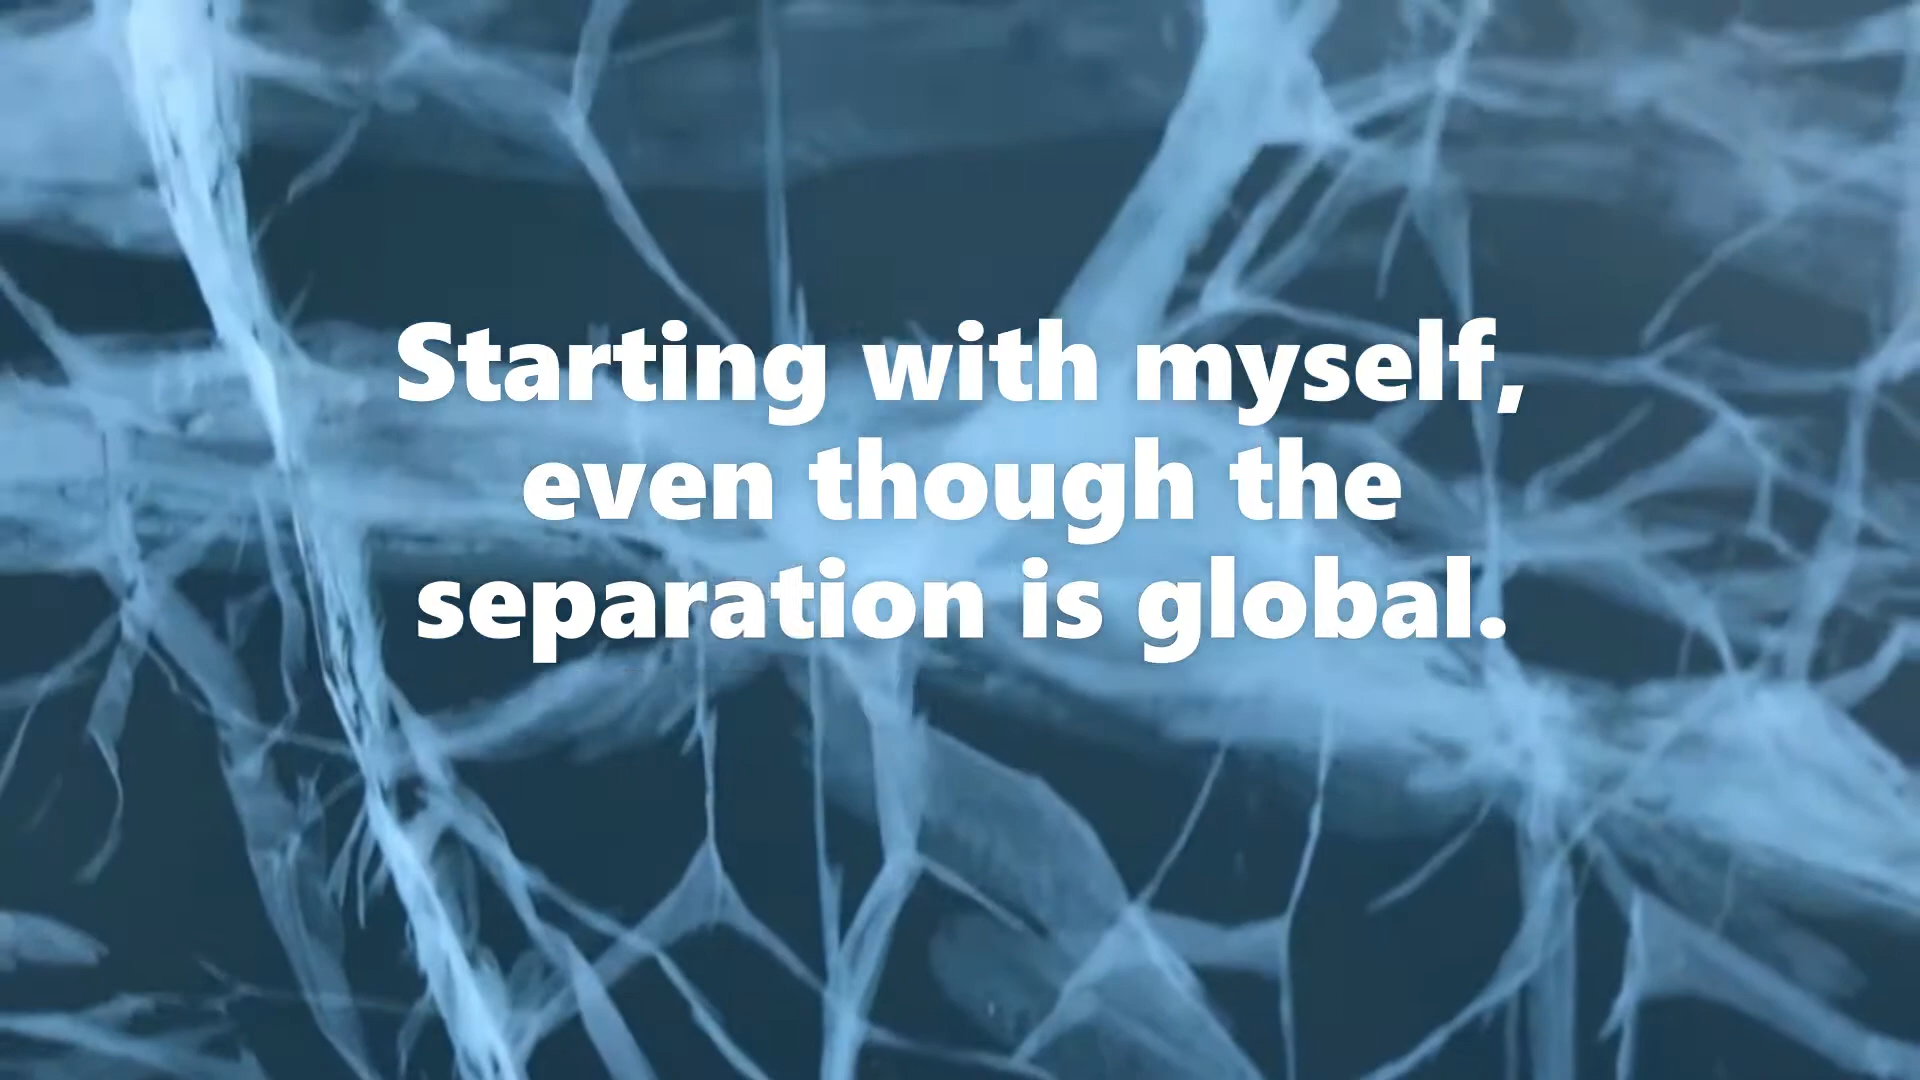 Starting with myself,
even though the
separation is global.